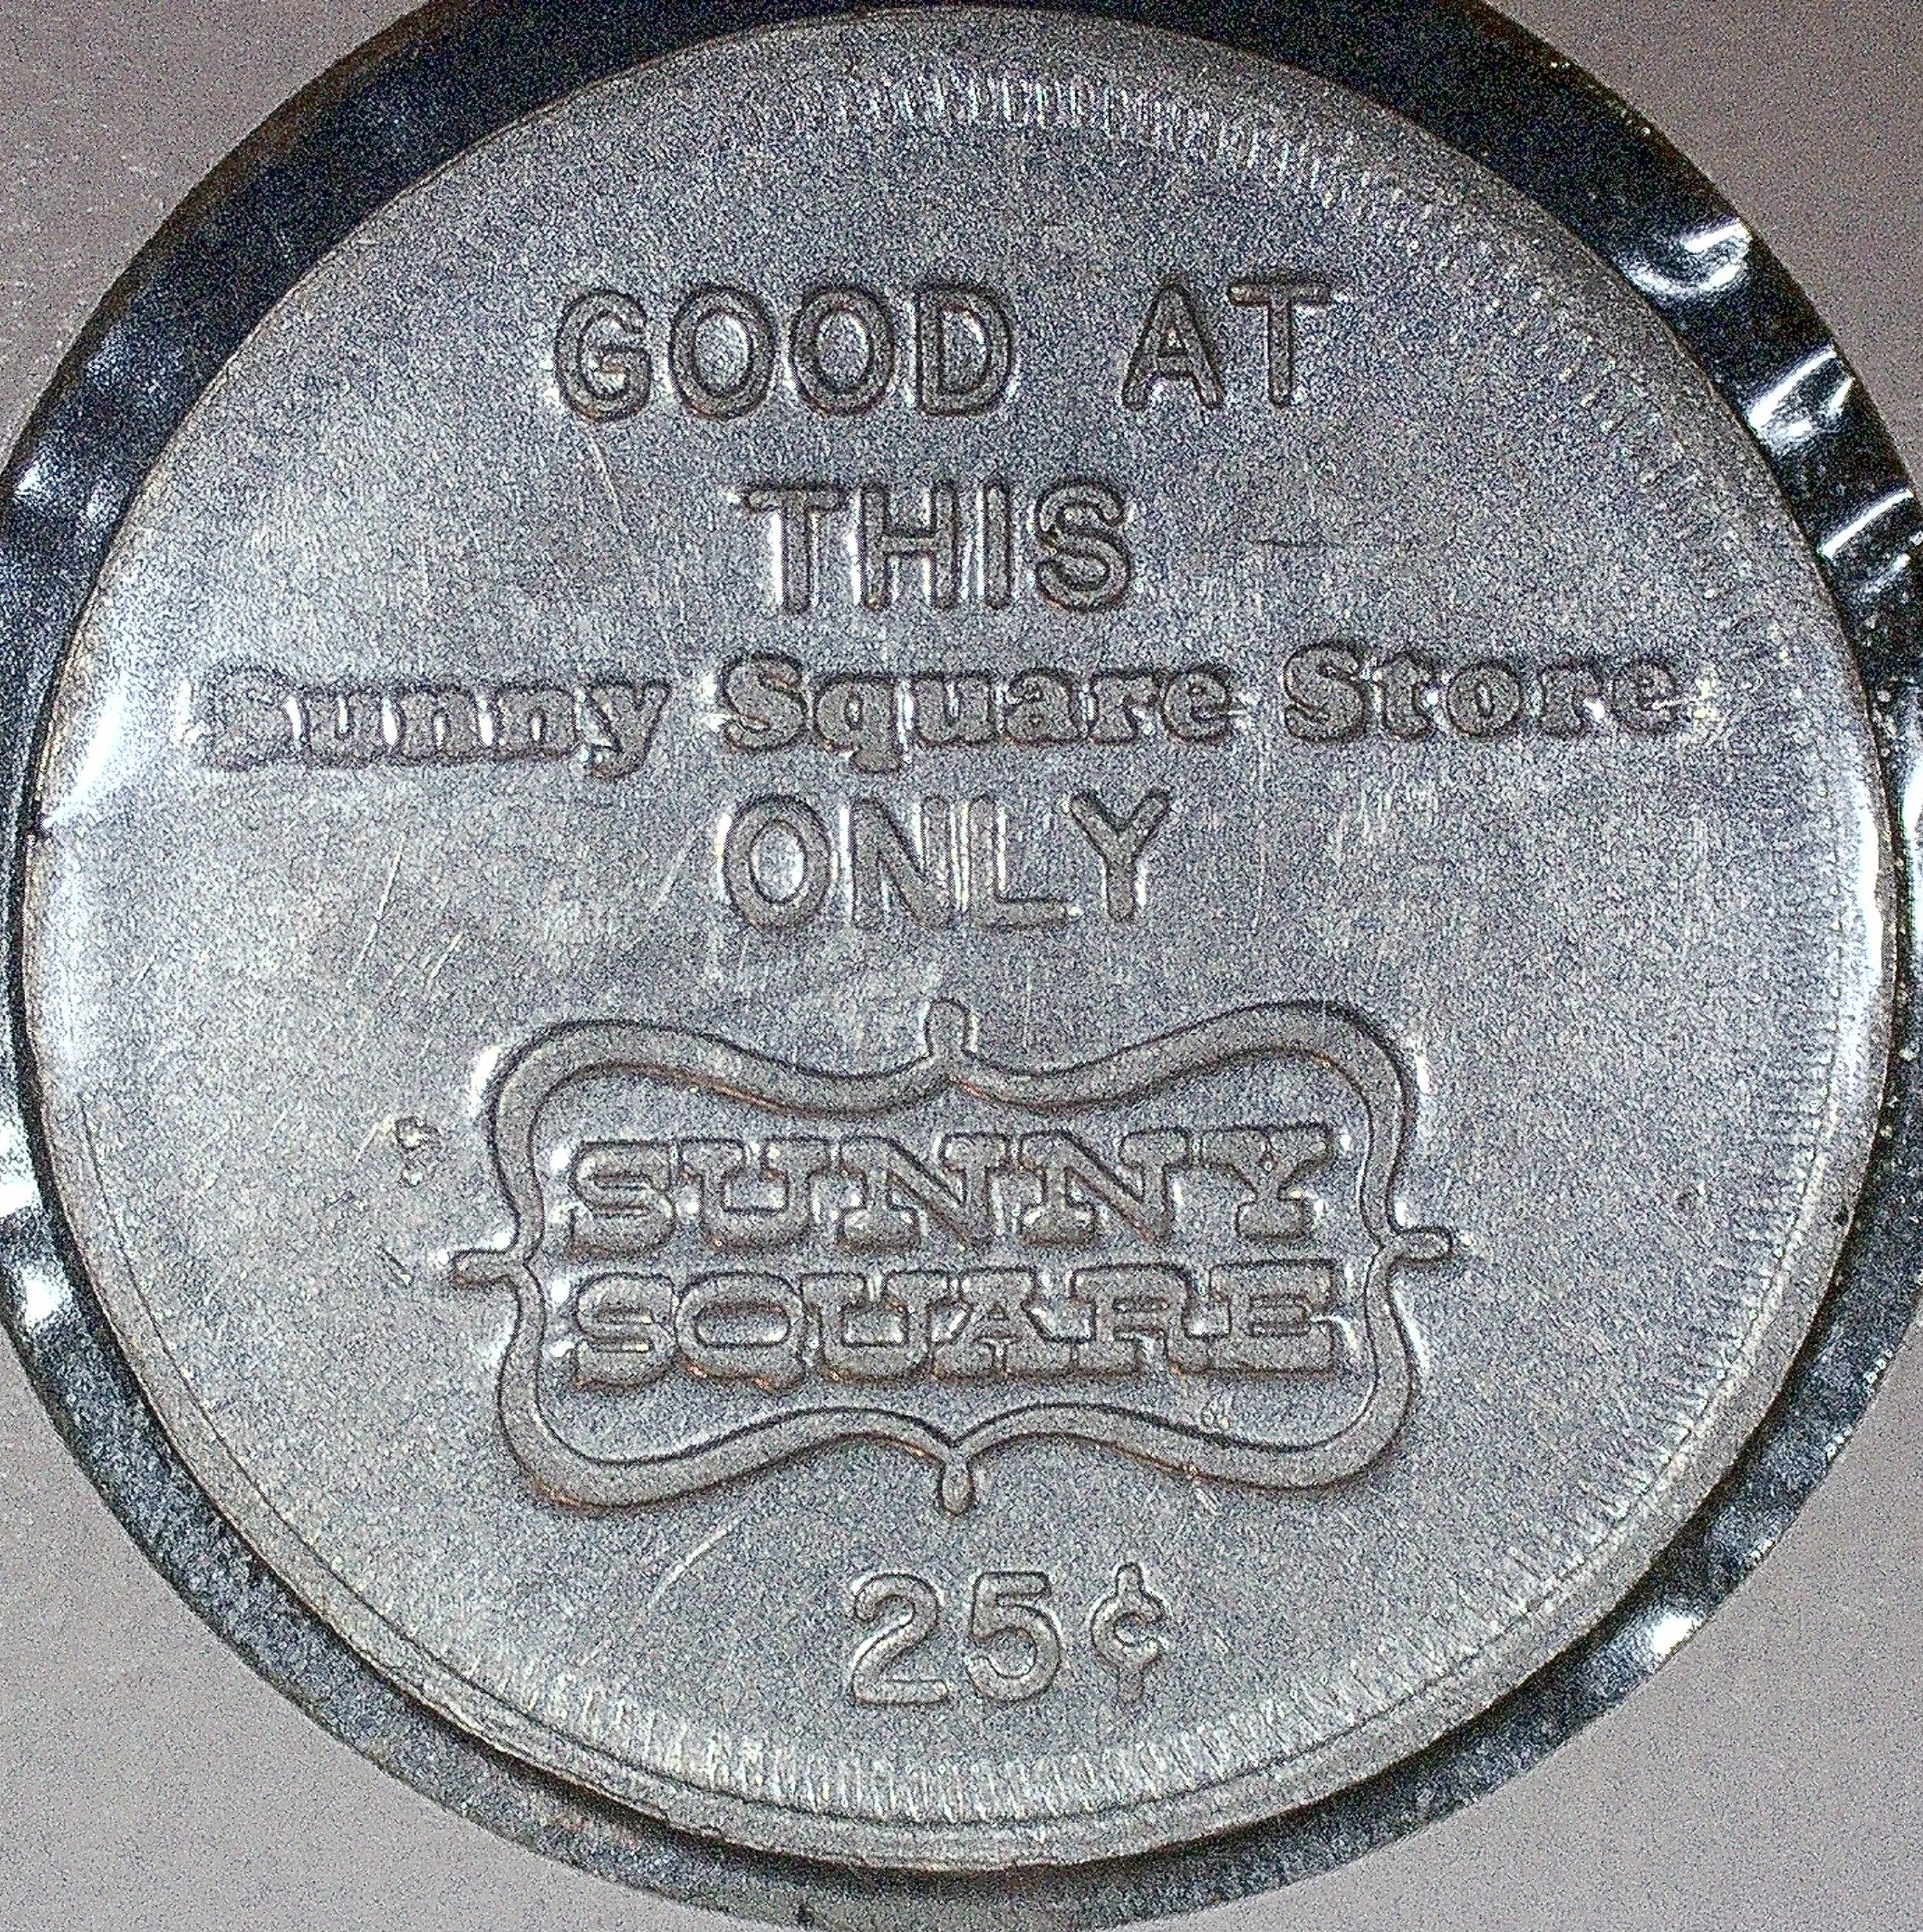 GOOD AT
THIS
Sunny Square Store
ONLY
SUNNY
SQUARE
25¢